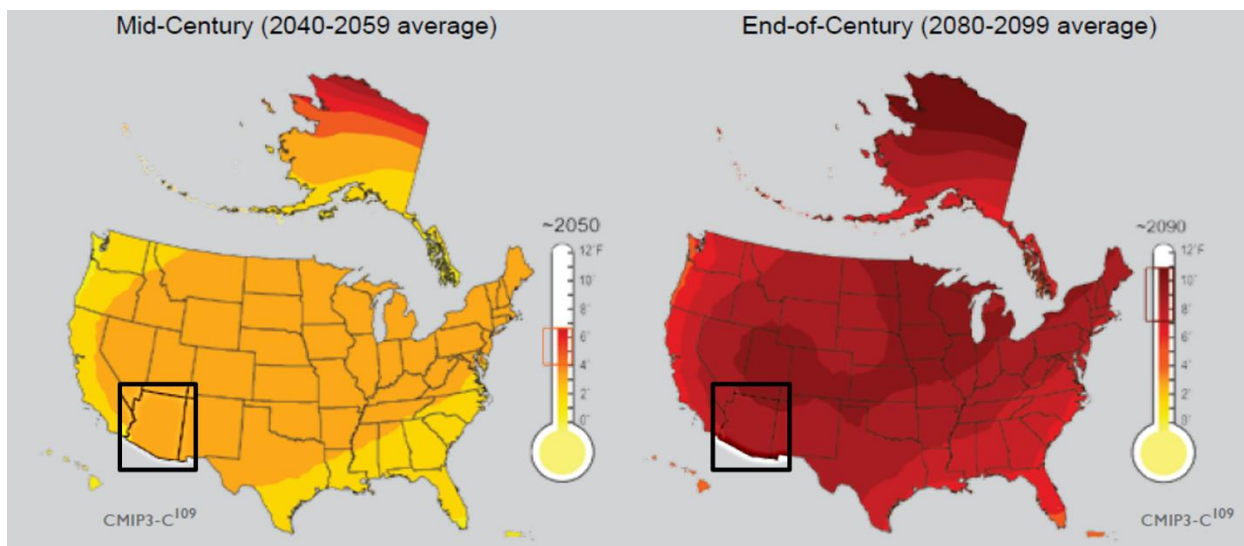 Mid-Century (2040-2059 average)
End-of-Century (2080-2099 average)
~2050
12°F
10°
8°
6°
4°
2°
0°
~2090
12°F
10°
8°
6°
4°
2°
0°
CMIP3-C109
CMIP3-C109